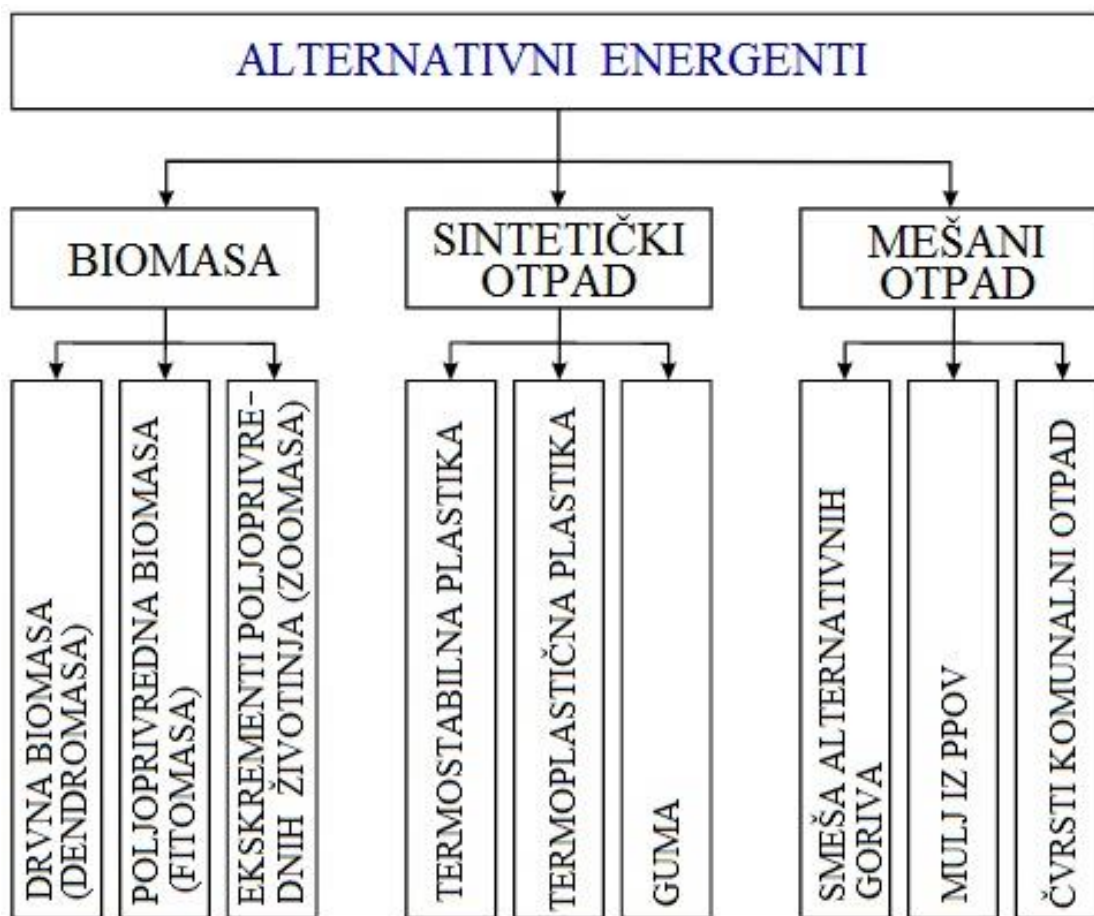 ALTERNATIVNI ENERGENTI
BIOMASA
SINTETIČKI
OTPAD
MEŠANI
OTPAD
DRVNA BIOMASA
(DENDROMASA)
POLJOPRIVREDNA BIOMASA
(FITOMASA)
EKSKREMENTI POLJOPRIVRE-
DNIH ŽIVOTINJA (ZOOMASA)
TERMOSTABILNA PLASTIKA
TERMOPLASTIČNA PLASTIKA
GUMA
SMEŠA ALTERNATIVNIH
GORIVA
MULJ IZ PPOV
ČVRSTI KOMUNALNI OTPAD